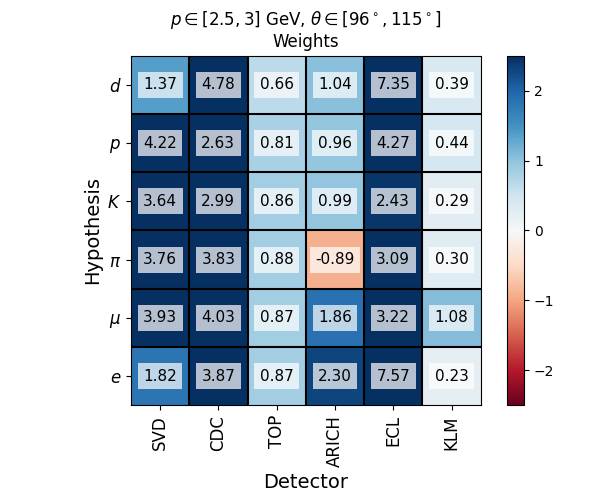 p ∈ [2.5, 3] GeV, θ ∈ [96°, 115°]
Weights
d 1.37 4.78 0.66 1.04 7.35 0.39
p 4.22 2.63 0.81 0.96 4.27 0.44
K 3.64 2.99 0.86 0.99 2.43 0.29
π 3.76 3.83 0.88 -0.89 3.09 0.30
μ 3.93 4.03 0.87 1.86 3.22 1.08
e 1.82 3.87 0.87 2.30 7.57 0.23
SVD CDC TOP ARICH ECL KLM
Detector
Hypothesis
2
1
0
−1
−2